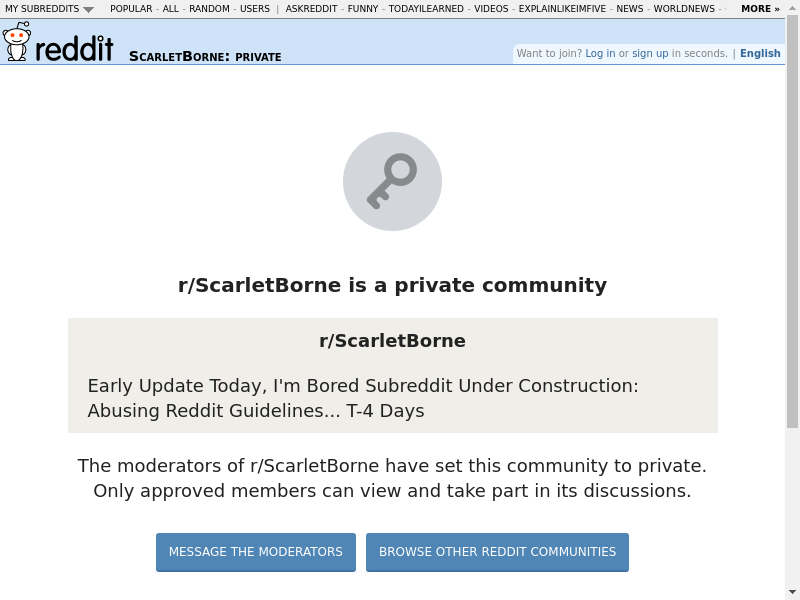 MY SUBREDDITS POPULAR - ALL - RANDOM - USERS | ASKREDDIT - FUNNY - TODAYILEARNED - VIDEOS - EXPLAINLIKEIMFIVE - NEWS - WORLDNEWS - MORE »
reddit SCARLETBORNE: PRIVATE
Want to join? Log in or sign up in seconds. | English
r/ScarletBorne is a private community
r/ScarletBorne
Early Update Today, I'm Bored Subreddit Under Construction:
Abusing Reddit Guidelines... T-4 Days
The moderators of r/ScarletBorne have set this community to private.
Only approved members can view and take part in its discussions.
MESSAGE THE MODERATORS BROWSE OTHER REDDIT COMMUNITIES